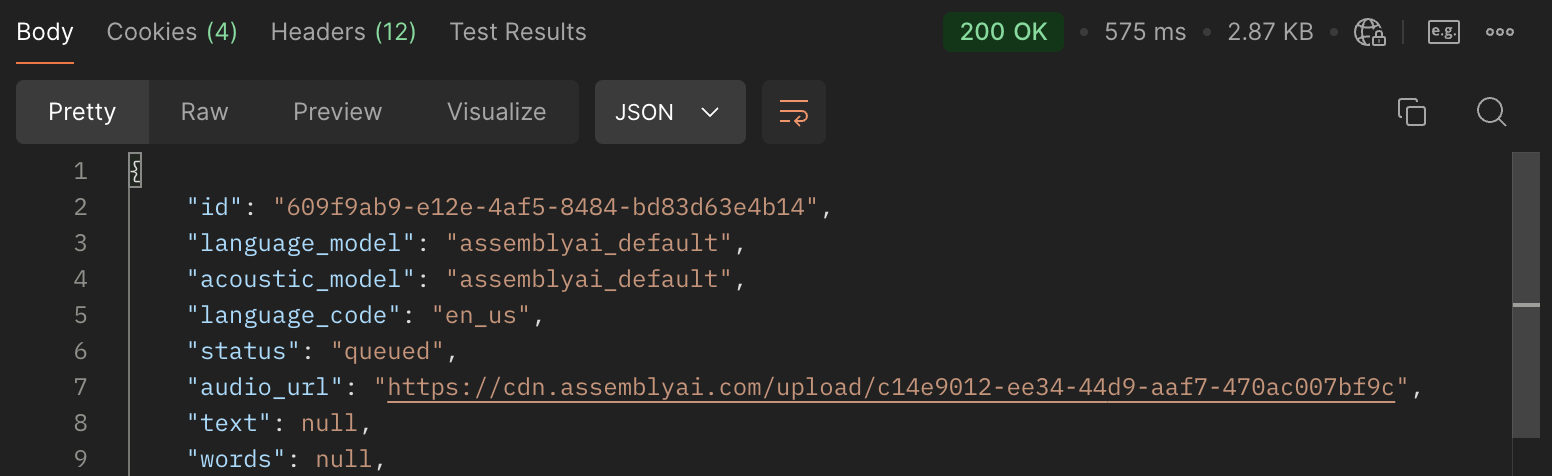 Body Cookies (4) Headers (12) Test Results 200 OK • 575 ms • 2.87 KB • e.g.
Pretty Raw Preview Visualize JSON
1 {
2 "id": "609f9ab9-e12e-4af5-8484-bd83d63e4b14",
3 "language_model": "assemblyai_default",
4 "acoustic_model": "assemblyai_default",
5 "language_code": "en_us",
6 "status": "queued",
7 "audio_url": "https://cdn.assemblyai.com/upload/c14e9012-ee34-44d9-aaf7-470ac007bf9c",
8 "text": null,
9 "words": null,